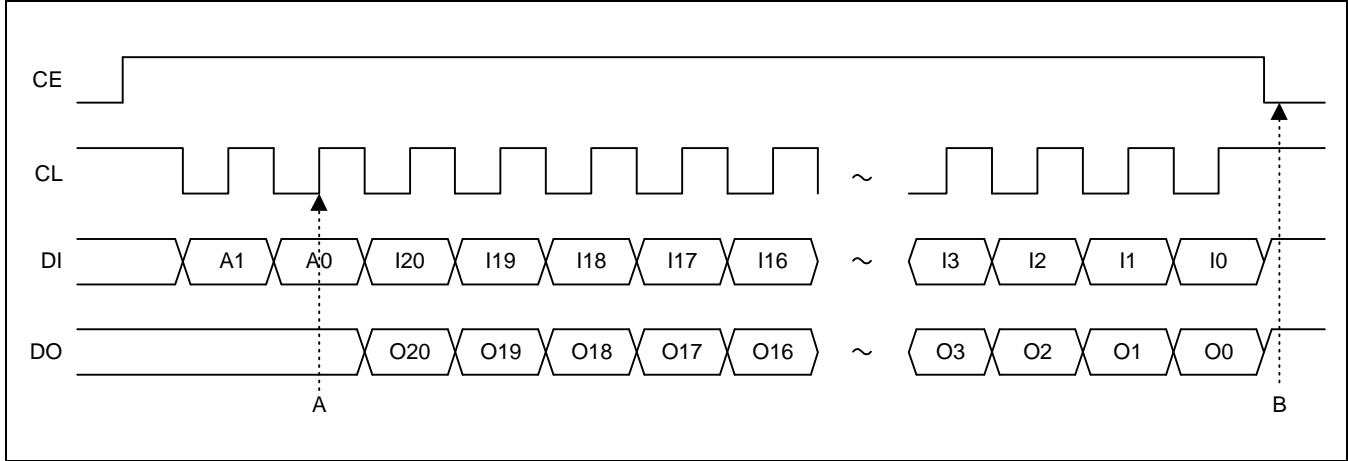 CE
CL ~
DI A1 A0 I20 I19 I18 I17 I16 ~ I3 I2 I1 I0
DO O20 O19 O18 O17 O16 ~ O3 O2 O1 O0
A B